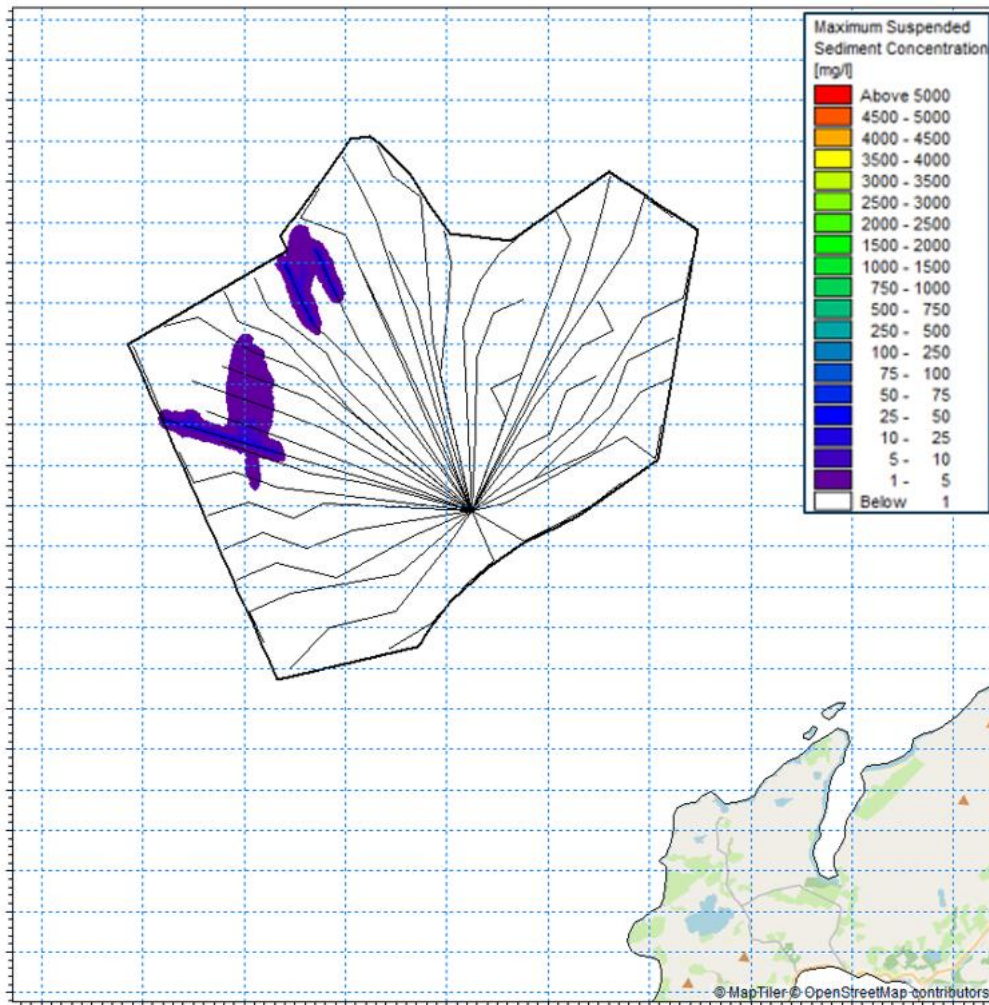 Maximum Suspended
Sediment Concentration
[mg/l]
Above 5000
4500 - 5000
4000 - 4500
3500 - 4000
3000 - 3500
2500 - 3000
2000 - 2500
1500 - 2000
1000 - 1500
750 - 1000
500 - 750
250 - 500
100 - 250
75 - 100
50 - 75
25 - 50
10 - 25
5 - 10
1 - 5
Below 1
© MapTiler © OpenStreetMap contributors